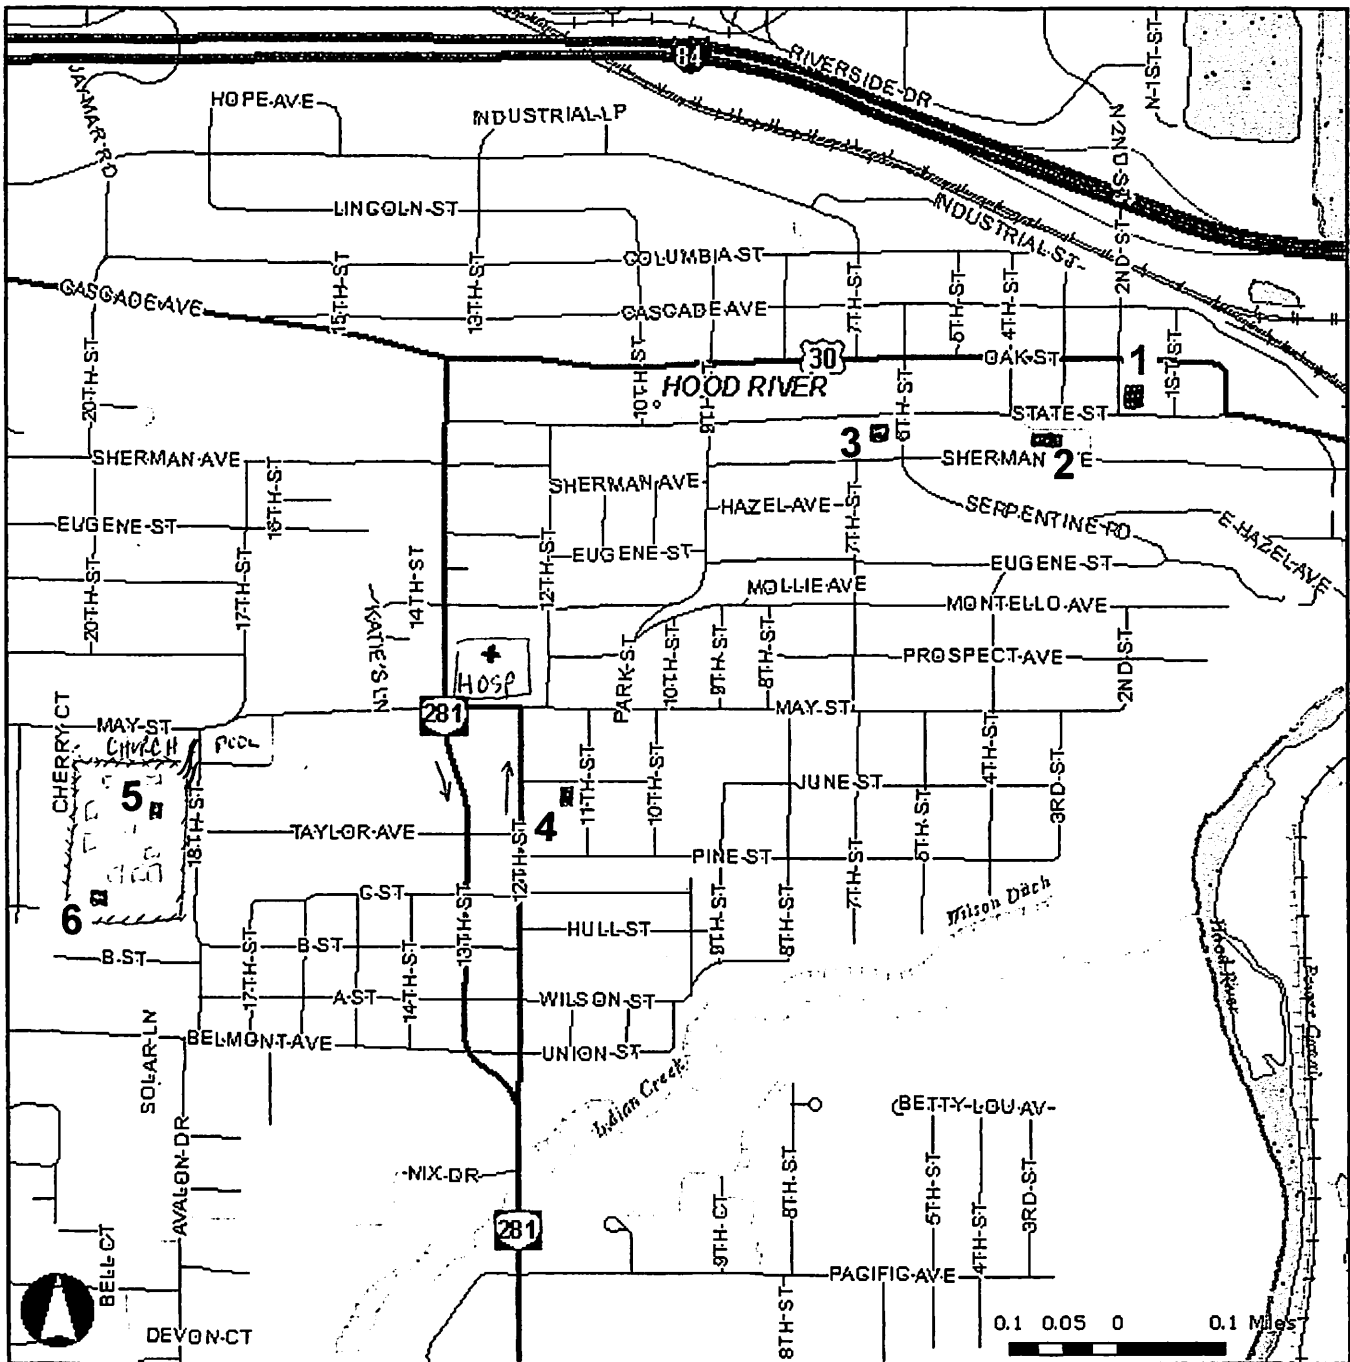 84
RIVERSIDE DR
N 1ST ST
JAYMAR RD
HOPE AVE
INDUSTRIAL LP
N 2ND ST
LINCOLN ST
INDUSTRIAL ST
2ND ST
COLUMBIA ST
15TH ST
13TH ST
CASCADE AVE
CASCADE AVE
7TH ST
5TH ST
4TH ST
20TH ST
10TH ST
9TH ST
30
OAK ST
1
1ST ST
HOOD RIVER
6TH ST
STATE ST
3
2
SHERMAN AVE
SHERMAN AVE
SHERMAN E
16TH ST
HAZEL AVE
7TH ST
SERPENTINE RD
E HAZEL AVE
EUGENE ST
EUGENE ST
EUGENE ST
20TH ST
17TH ST
KATIE'S LN
14TH ST
12TH ST
MOLLIE AVE
MONTELLO AVE
PARK ST
10TH ST
9TH ST
8TH ST
PROSPECT AVE
2ND ST
HOSP
281
MAY ST
CHERRY CT
MAY ST
CHURCH
POOL
4TH ST
3RD ST
5
18TH ST
4
11TH ST
10TH ST
JUNE ST
TAYLOR AVE
12TH ST
PINE ST
7TH ST
5TH ST
6
C ST
13TH ST
9TH ST
8TH ST
Wilson Ditch
B ST
17TH ST
B ST
14TH ST
HULL ST
Hood River
A ST
WILSON ST
SOLAR LN
BELMONT AVE
UNION ST
Indian Creek
BETTY LOU AV
AVALON DR
NIX DR
8TH ST
9TH CT
5TH ST
4TH ST
3RD ST
BELL CT
281
PACIFIC AVE
DEVON CT
8TH ST
0.1 0.05 0 0.1 Miles